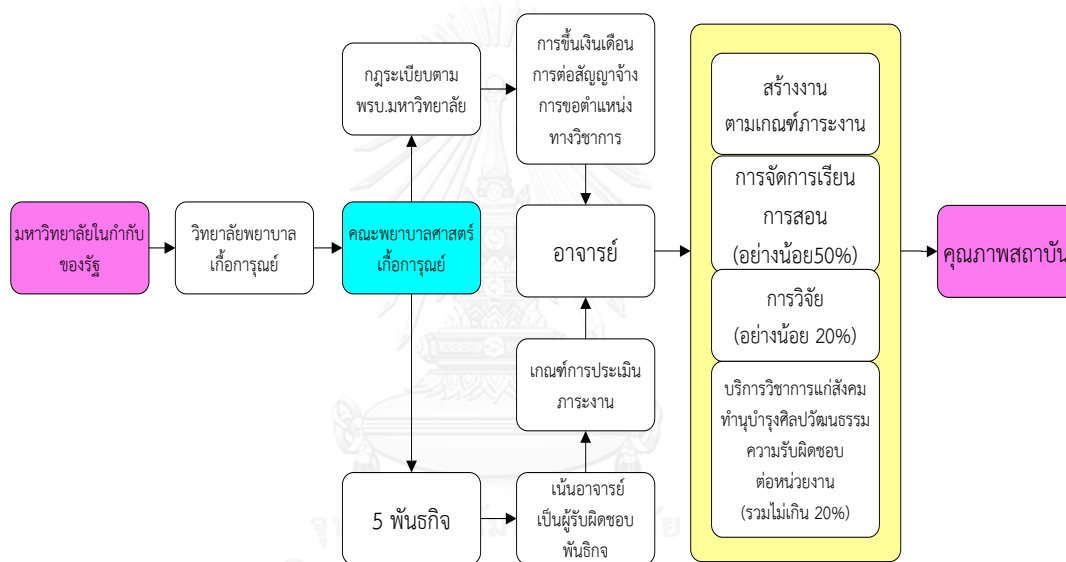 มหาวิทยาลัยในกำกับ
ของรัฐ
วิทยาลัยพยาบาล
เกื้อการุณย์
คณะพยาบาลศาสตร์
เกื้อการุณย์
กฎระเบียบตาม
พรบ.มหาวิทยาลัย
การขึ้นเงินเดือน
การต่อสัญญาจ้าง
การขอตำแหน่ง
ทางวิชาการ
5 พันธกิจ
เน้นอาจารย์
เป็นผู้รับผิดชอบ
พันธกิจ
เกณฑ์การประเมิน
ภาระงาน
อาจารย์
สร้างงาน
ตามเกณฑ์ภาระงาน
การจัดการเรียน
การสอน
(อย่างน้อย50%)
การวิจัย
(อย่างน้อย 20%)
บริการวิชาการแก่สังคม
ทำนุบำรุงศิลปวัฒนธรรม
ความรับผิดชอบ
ต่อหน่วยงาน
(รวมไม่เกิน 20%)
คุณภาพสถาบัน